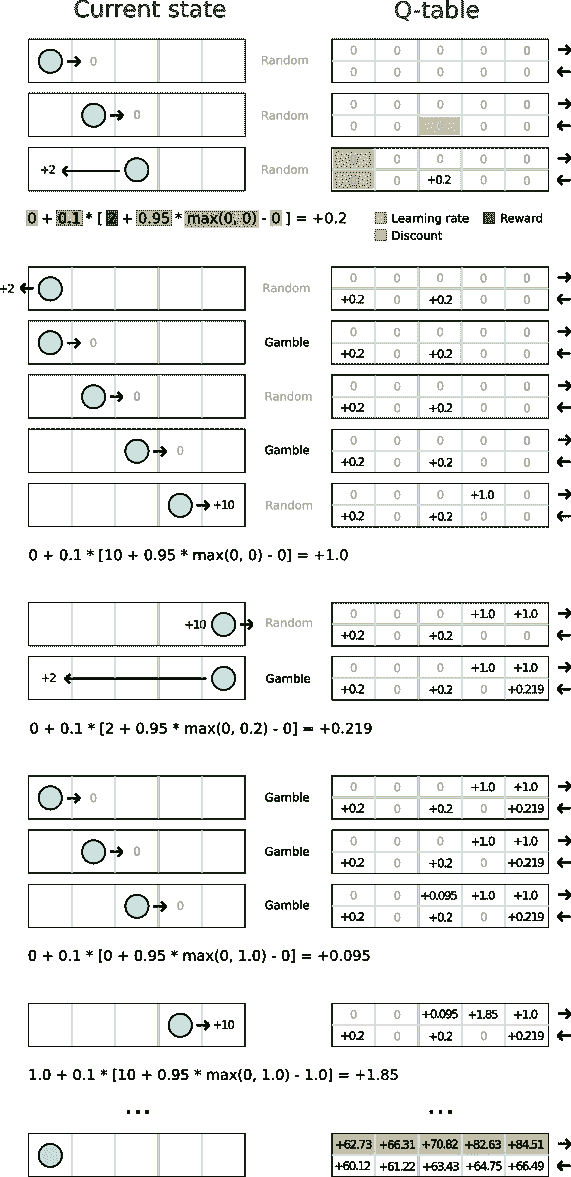 Current state Q-table
→ 0 Random 0 0 0 0 0 →
0 0 0 0 0 ←
→ 0 Random 0 0 0 0 0 →
0 0 0 0 ←
+2 ← Random 0 0 0 0 →
0 +0.2 0 0 ←
0 + 0.1 * [ 2 + 0.95 * max(0, 0) - 0 ] = +0.2
Learning rate Reward
Discount
+2 ← Random 0 0 0 0 0 →
+0.2 0 +0.2 0 0 ←
→ 0 Gamble 0 0 0 0 0 →
+0.2 0 +0.2 0 0 ←
→ 0 Random 0 0 0 0 0 →
+0.2 0 +0.2 0 0 ←
→ 0 Gamble 0 0 0 0 0 →
+0.2 0 +0.2 0 0 ←
→ +10 Random 0 0 0 +1.0 0 →
+0.2 0 +0.2 0 0 ←
0 + 0.1 * [10 + 0.95 * max(0, 0) - 0] = +1.0
+10 → Random 0 0 0 +1.0 +1.0 →
+0.2 0 +0.2 0 0 ←
+2 ← Gamble 0 0 0 +1.0 +1.0 →
+0.2 0 +0.2 0 +0.219 ←
0 + 0.1 * [2 + 0.95 * max(0, 0.2) - 0] = +0.219
→ 0 Gamble 0 0 0 +1.0 +1.0 →
+0.2 0 +0.2 0 +0.219 ←
→ 0 Gamble 0 0 0 +1.0 +1.0 →
+0.2 0 +0.2 0 +0.219 ←
→ 0 Gamble 0 0 +0.095 +1.0 +1.0 →
+0.2 0 +0.2 0 +0.219 ←
0 + 0.1 * [0 + 0.95 * max(0, 1.0) - 0] = +0.095
→ +10 0 0 +0.095 +1.85 +1.0 →
+0.2 0 +0.2 0 +0.219 ←
1.0 + 0.1 * [10 + 0.95 * max(0, 1.0) - 1.0] = +1.85
... ...
+62.73 +66.31 +70.82 +82.63 +84.51 →
+60.12 +61.22 +63.43 +64.75 +66.49 ←